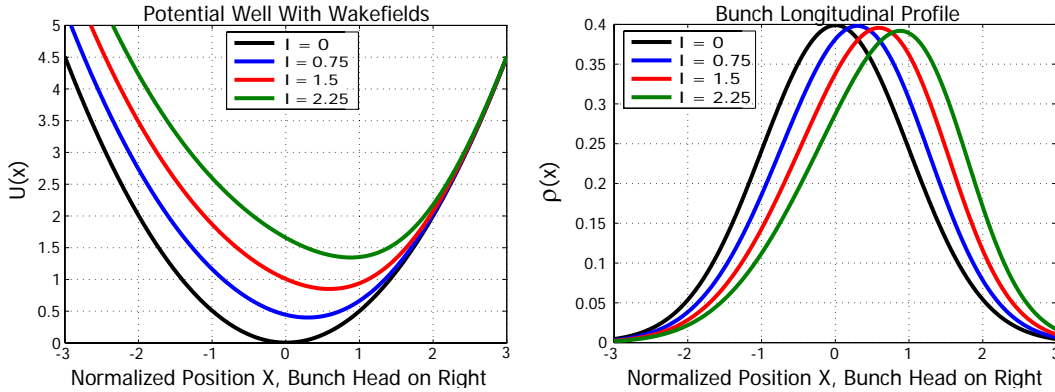 Potential Well With Wakefields
5
4.5
4
3.5
3
2.5
2
1.5
1
0.5
0
U(x)
I = 0
I = 0.75
I = 1.5
I = 2.25
-3 -2 -1 0 1 2 3
Normalized Position X, Bunch Head on Right
Bunch Longitudinal Profile
0.4
0.35
0.3
0.25
0.2
0.15
0.1
0.05
0
ρ(x)
I = 0
I = 0.75
I = 1.5
I = 2.25
-3 -2 -1 0 1 2 3
Normalized Position X, Bunch Head on Right